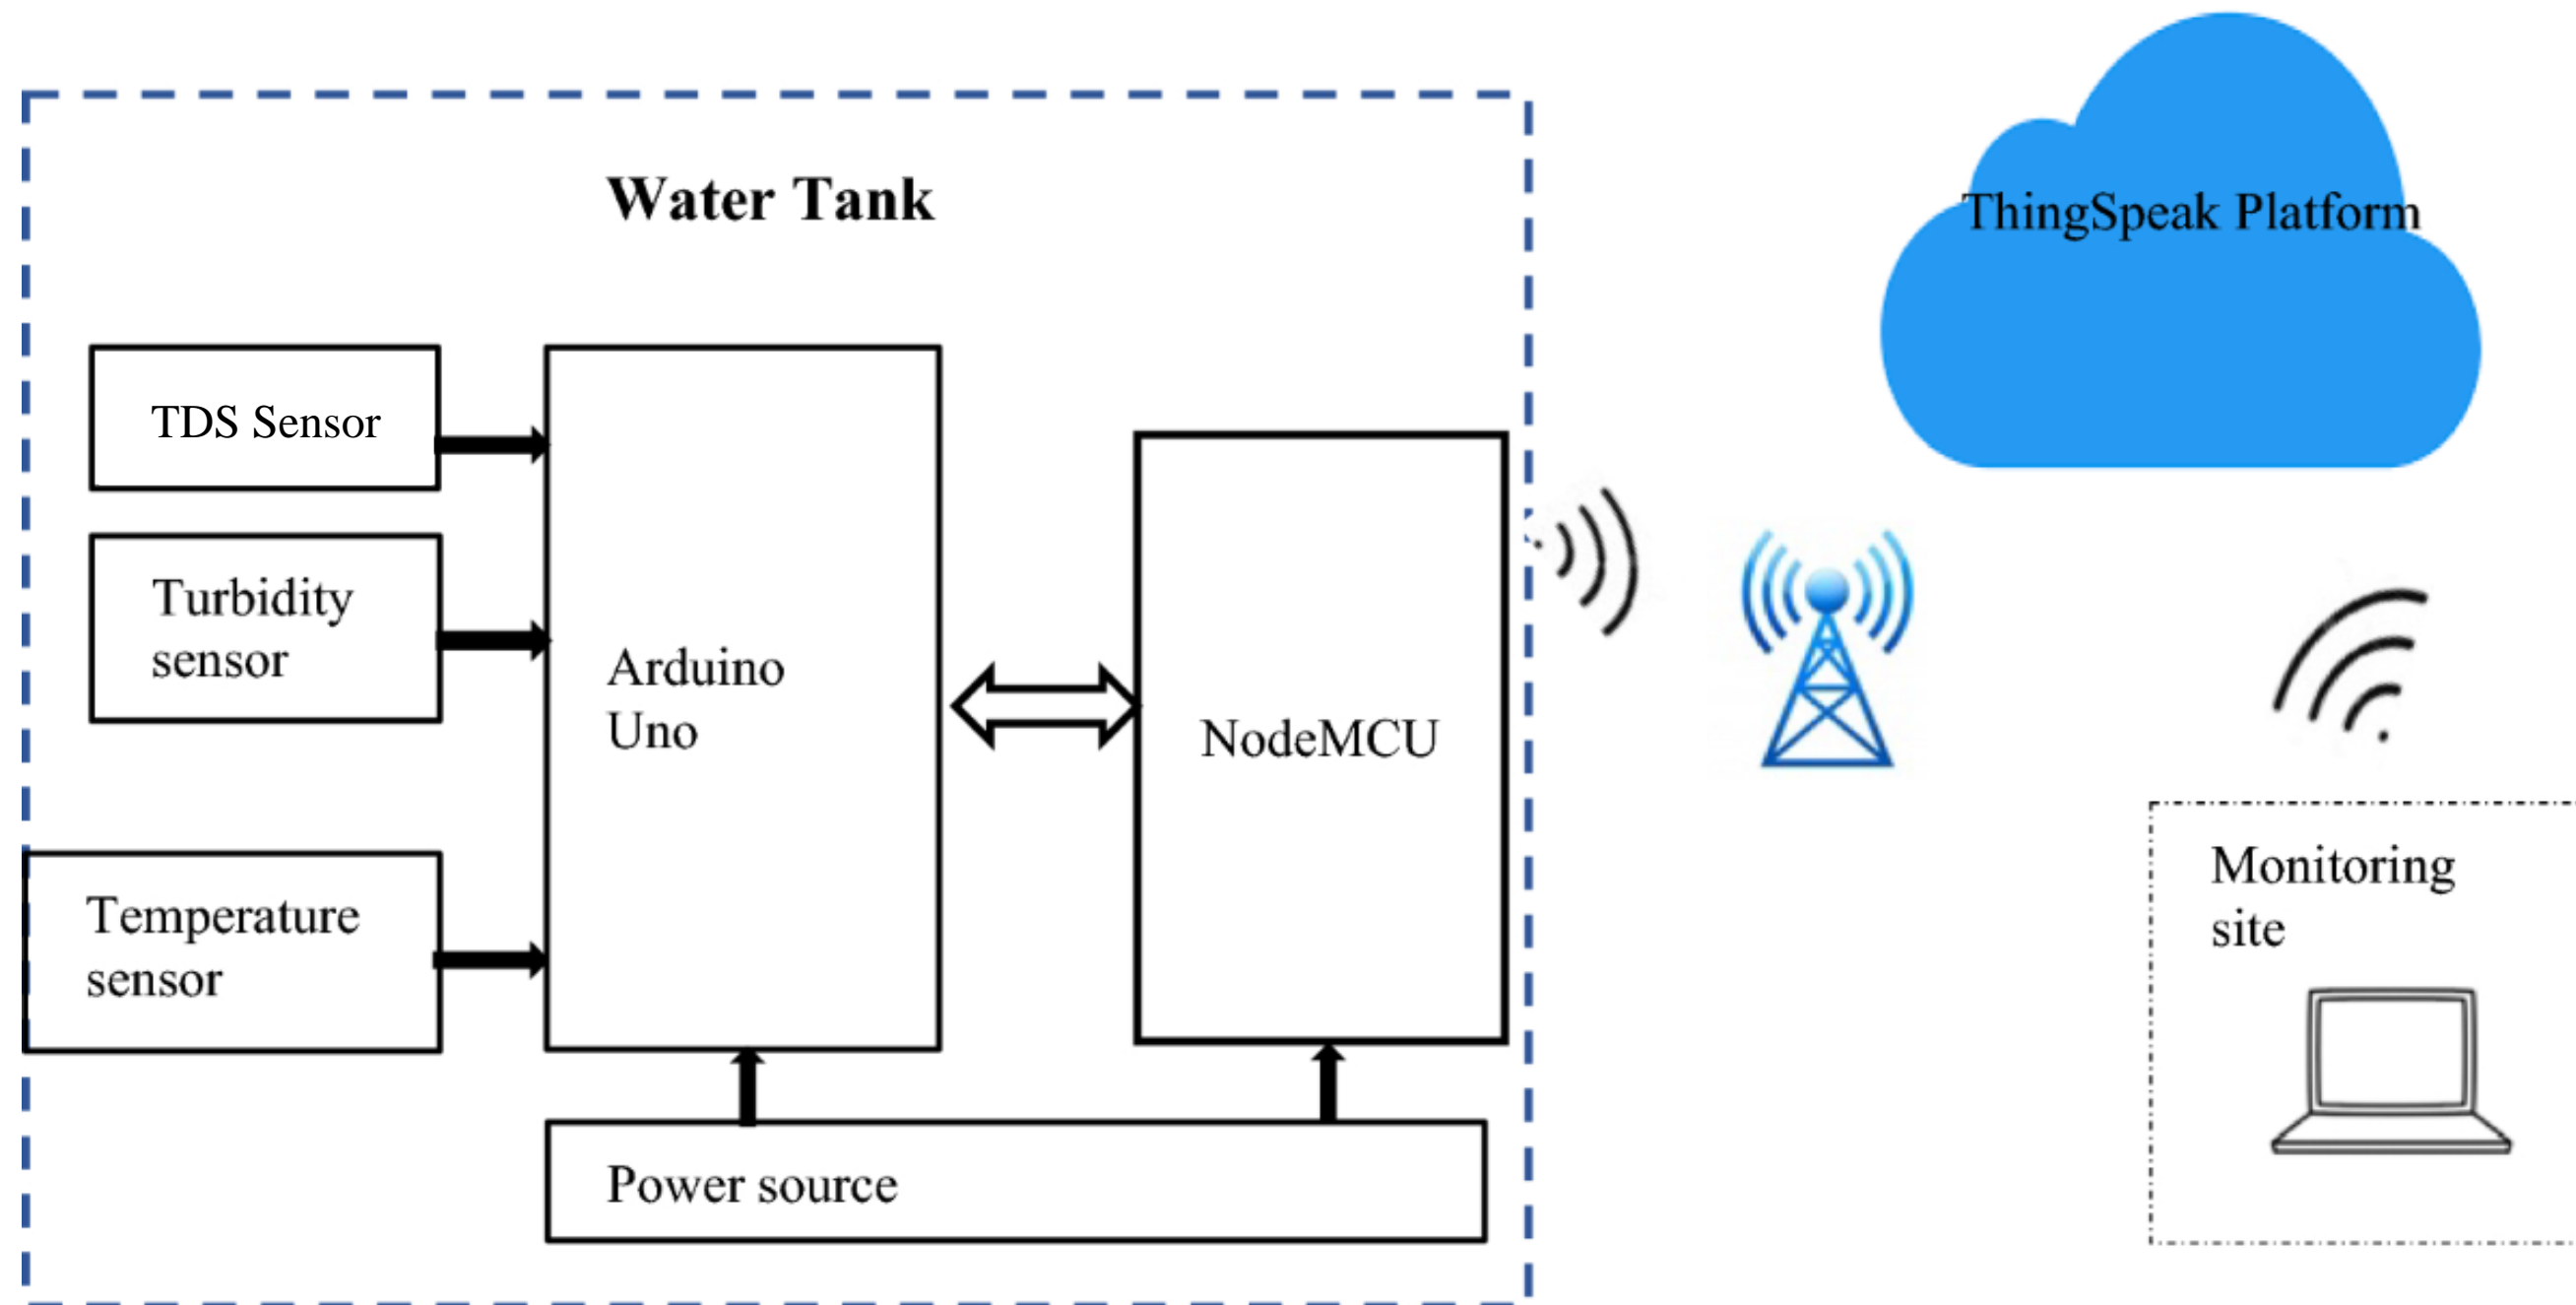 Water Tank
ThingSpeak Platform
TDS Sensor
Turbidity
sensor
Arduino
Uno
NodeMCU
Temperature
sensor
Monitoring
site
Power source